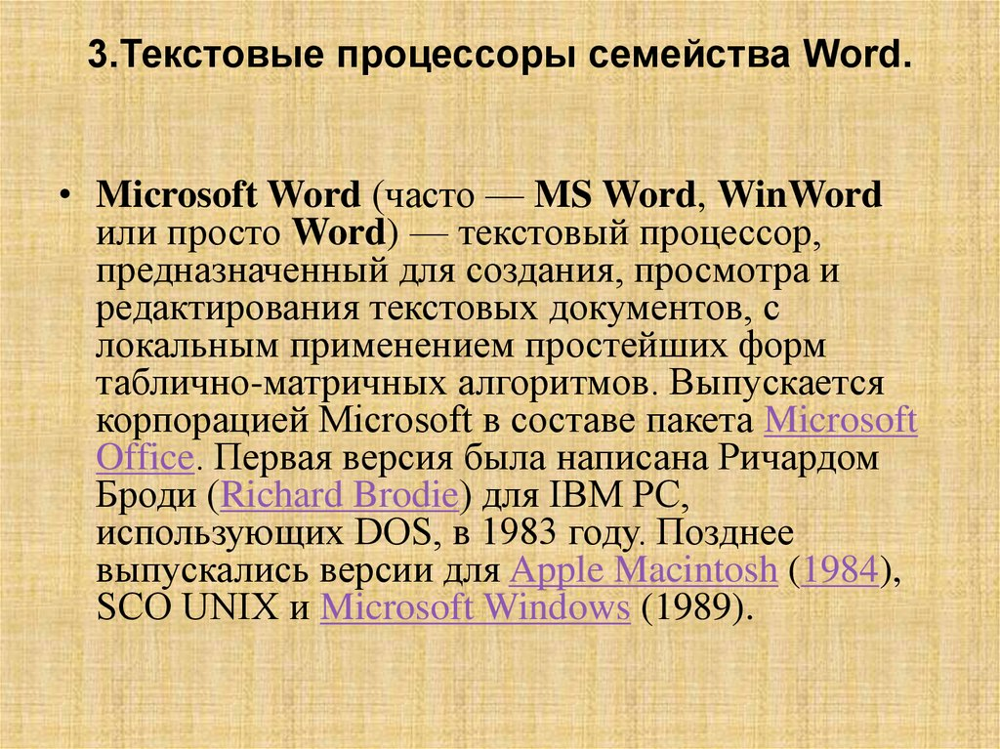 3.Текстовые процессоры семейства Word.
• Microsoft Word (часто — MS Word, WinWord
или просто Word) — текстовый процессор,
предназначенный для создания, просмотра и
редактирования текстовых документов, с
локальным применением простейших форм
таблично-матричных алгоритмов. Выпускается
корпорацией Microsoft в составе пакета Microsoft
Office. Первая версия была написана Ричардом
Броди (Richard Brodie) для IBM PC,
использующих DOS, в 1983 году. Позднее
выпускались версии для Apple Macintosh (1984),
SCO UNIX и Microsoft Windows (1989).